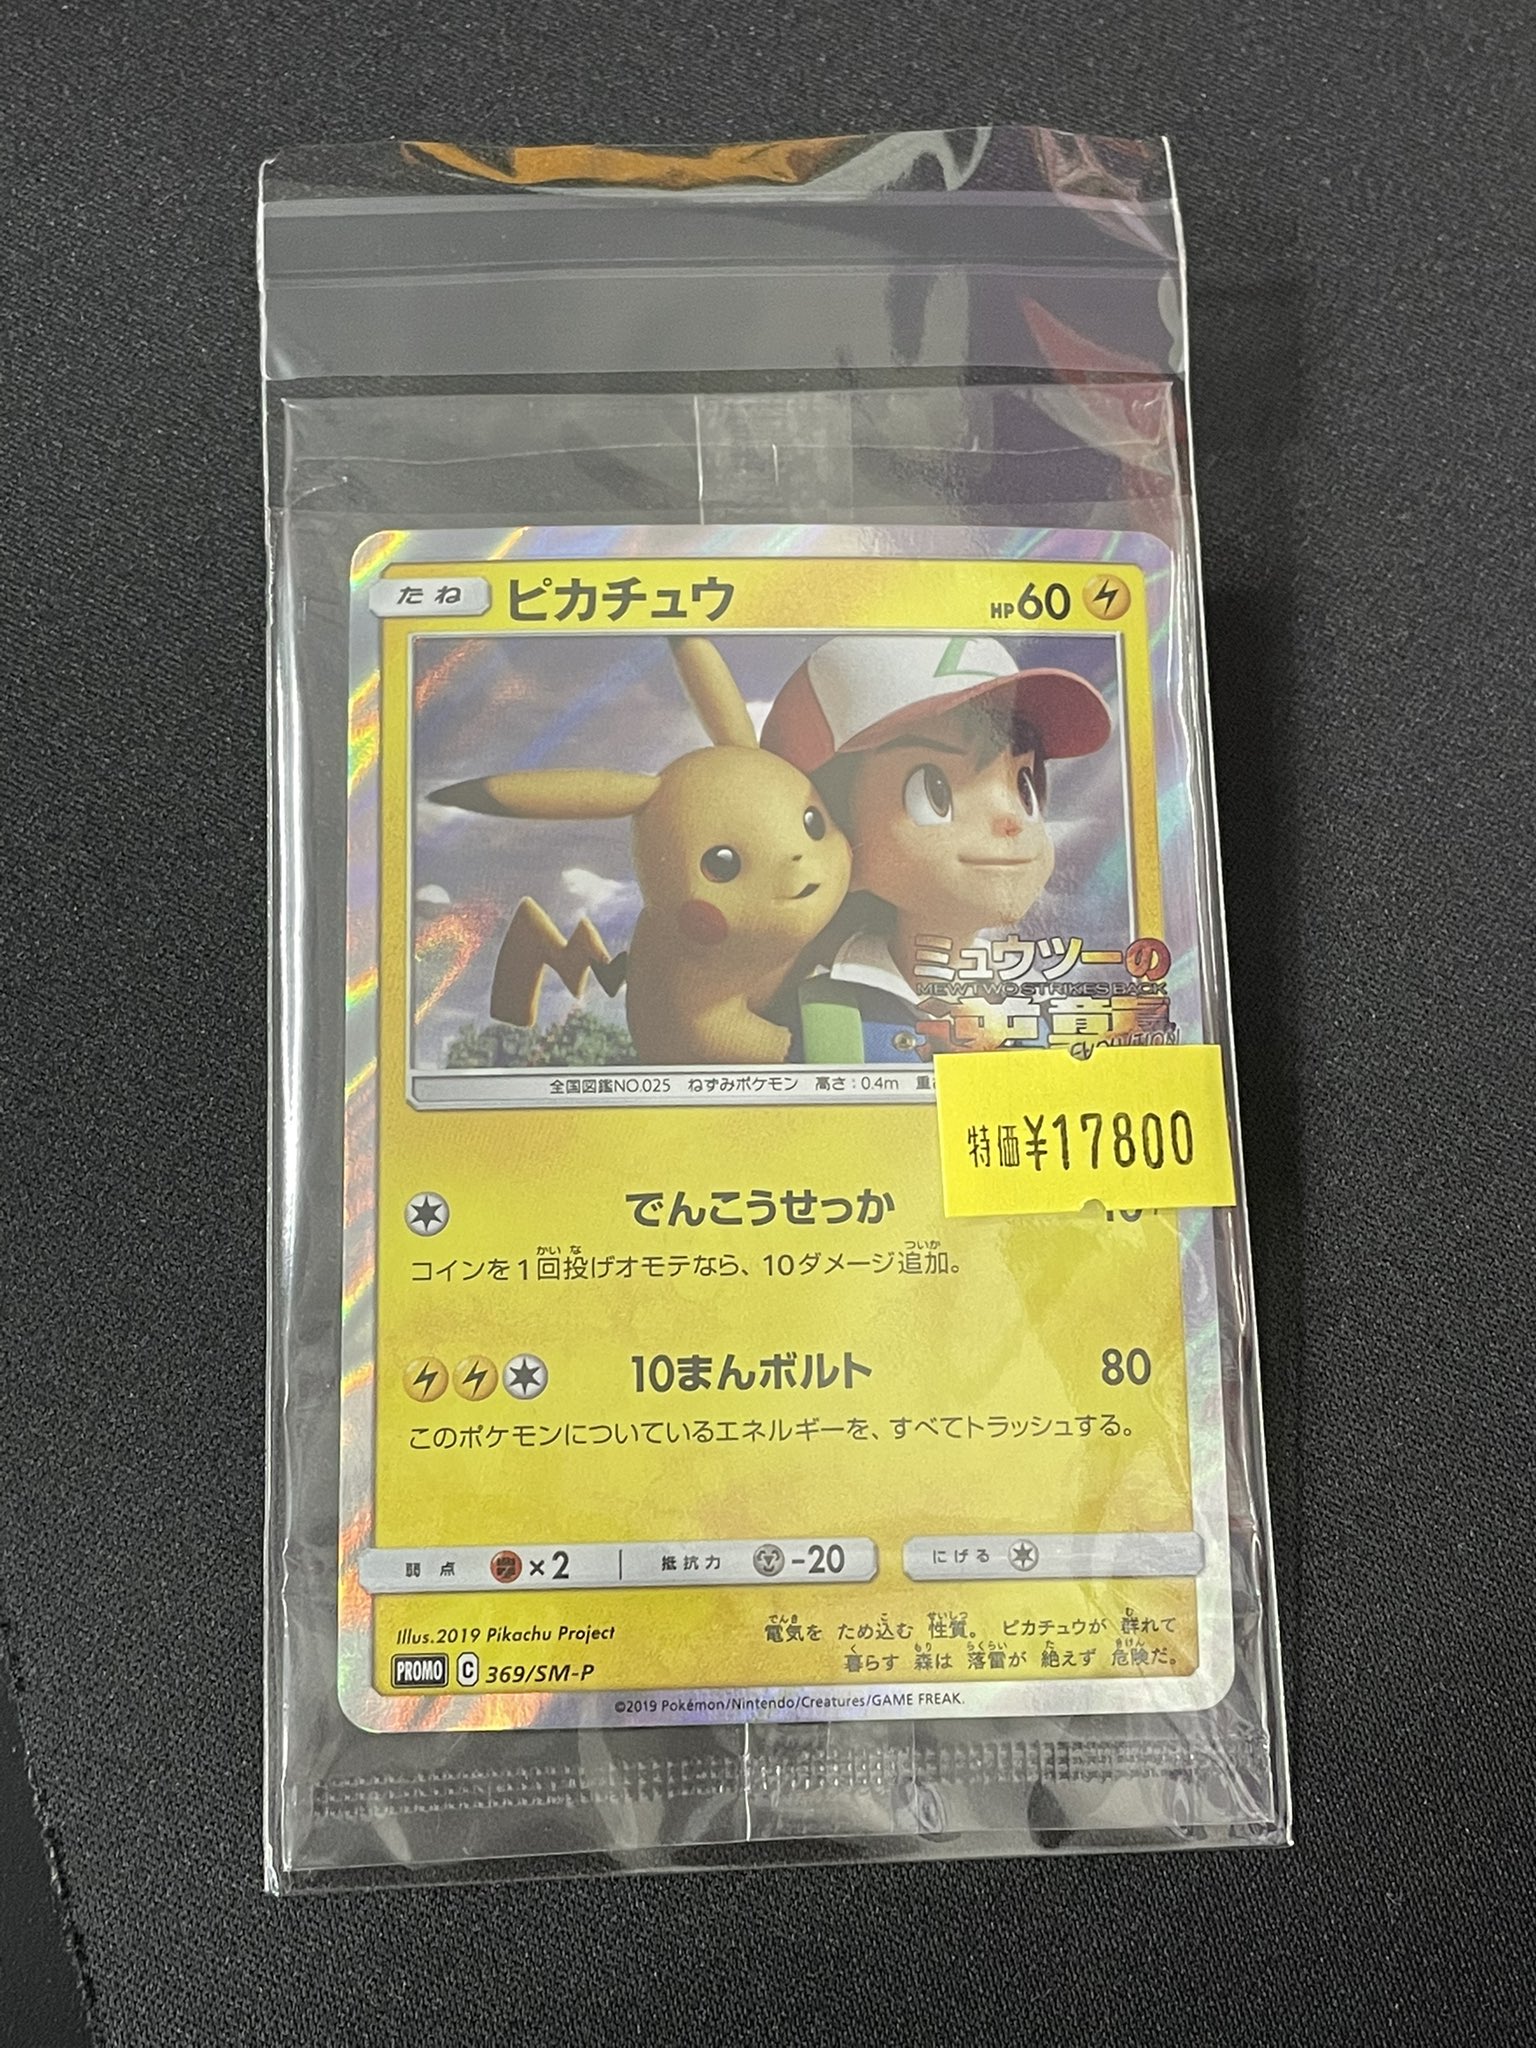 たね ピカチュウ HP60
ミュウツーの
MEWTWO STRIKES BACK
全国図鑑NO.025 ねずみポケモン 高さ:0.4m
特価¥17800
でんこうせっか
コインを1回投げオモテなら、10ダメージ追加。
10まんボルト 80
このポケモンについているエネルギーを、すべてトラッシュする。
弱点 ×2 抵抗力 -20 にげる
Illus.2019 Pikachu Project
電気を ため込む 性質。 ピカチュウが 群れて
暮らす 森は 落雷が 絶えず 危険だ。
PROMO C 369/SM-P
©2019 Pokémon/Nintendo/Creatures/GAME FREAK.